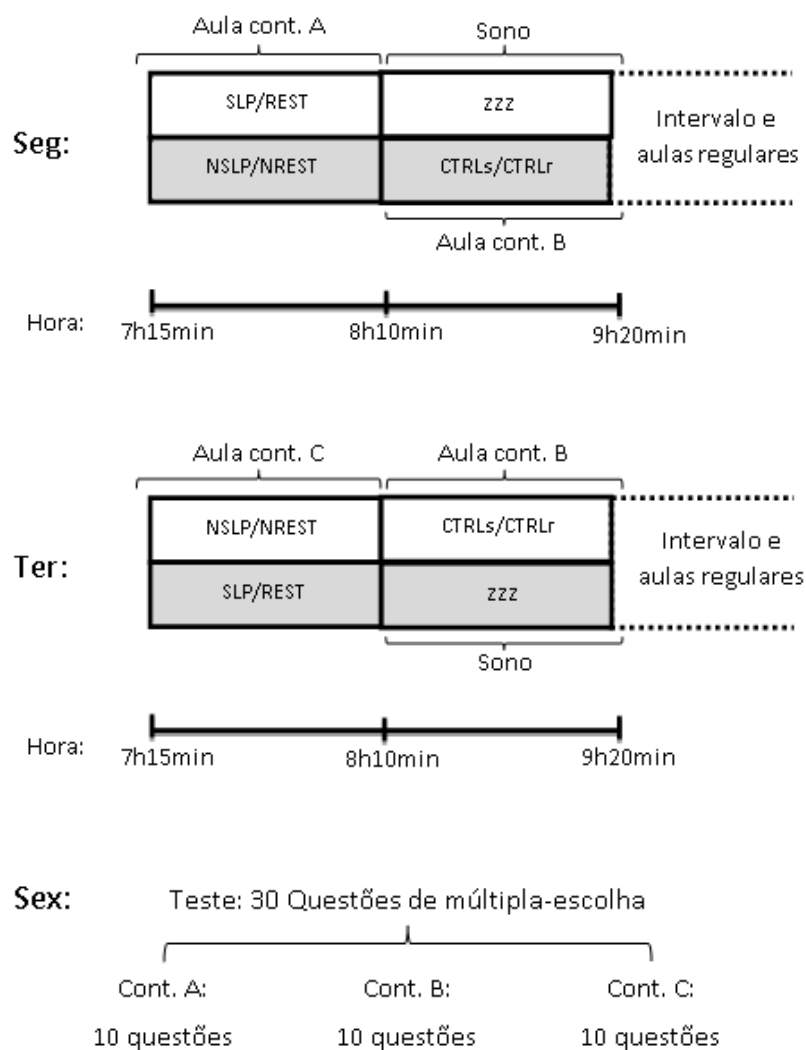 Aula cont. A
Sono
Seg:
SLP/REST
zzz
Intervalo e
aulas regulares
NSLP/NREST
CTRLs/CTRLr
Aula cont. B
Hora:
7h15min
8h10min
9h20min
Aula cont. C
Aula cont. B
Ter:
NSLP/NREST
CTRLs/CTRLr
Intervalo e
aulas regulares
SLP/REST
zzz
Sono
Hora:
7h15min
8h10min
9h20min
Sex:
Teste: 30 Questões de múltipla-escolha
Cont. A:
Cont. B:
Cont. C:
10 questões
10 questões
10 questões